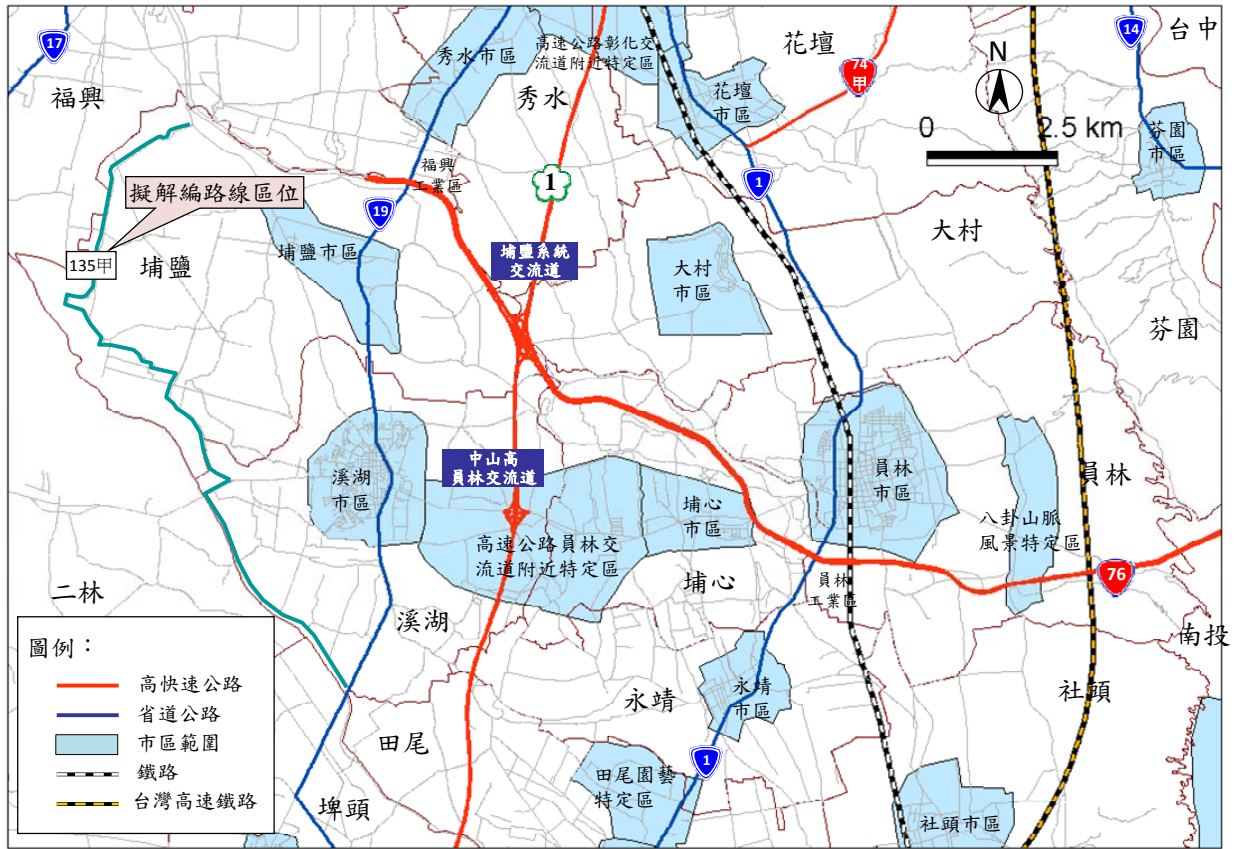 17
福興
秀水市區
高速公路彰化交
流道附近特定區
秀水
花壇
74
甲
花壇
市區
N
14
台中
0
2.5 km
芬園
市區
擬解編路線區位
福興
工業區
1
1
19
135甲
埔鹽
埔鹽市區
埔鹽系統
交流道
大村
市區
大村
芬園
溪湖
市區
中山高
員林交流道
高速公路員林交
流道附近特定區
埔心
市區
埔心
員林
市區
員林
八卦山脈
風景特定區
76
員林
工業區
二林
溪湖
南投
永靖
永靖
市區
社頭
田尾
1
田尾園藝
特定區
社頭市區
埤頭
圖例：
高快速公路
省道公路
市區範圍
鐵路
台灣高速鐵路